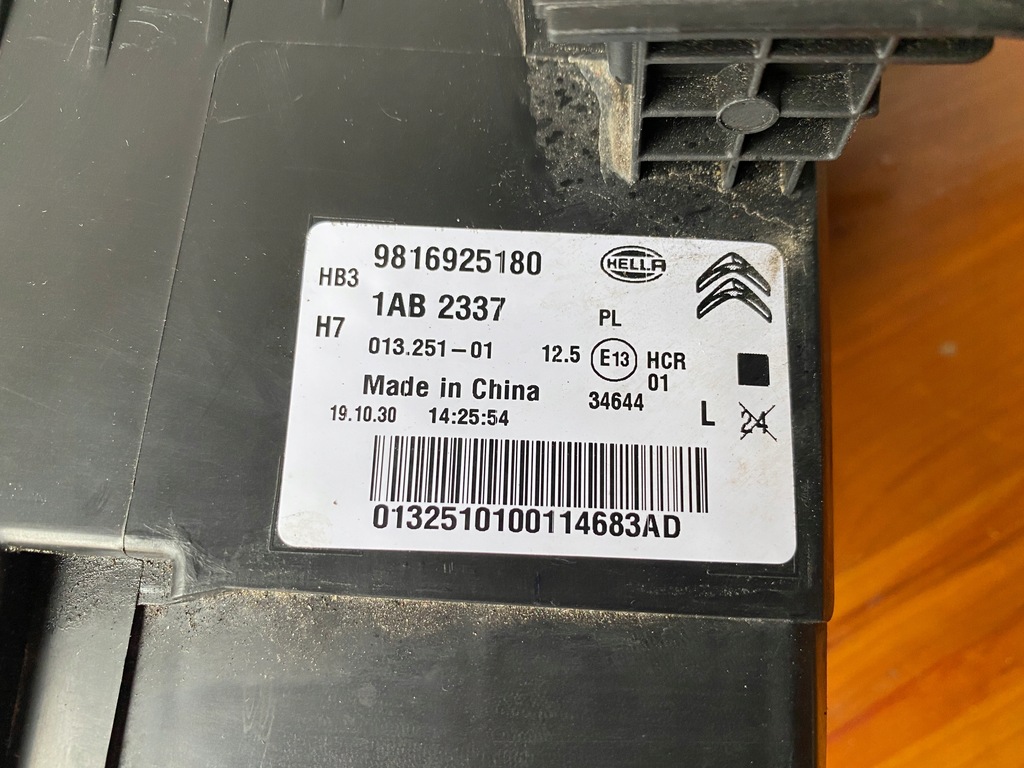 9816925180
HELLA
HB3
1AB 2337
PL
H7
013.251-01
12.5
E13
HCR
01
34644
Made in China
19.10.30 14:25:54
L
24
0132510100114683AD